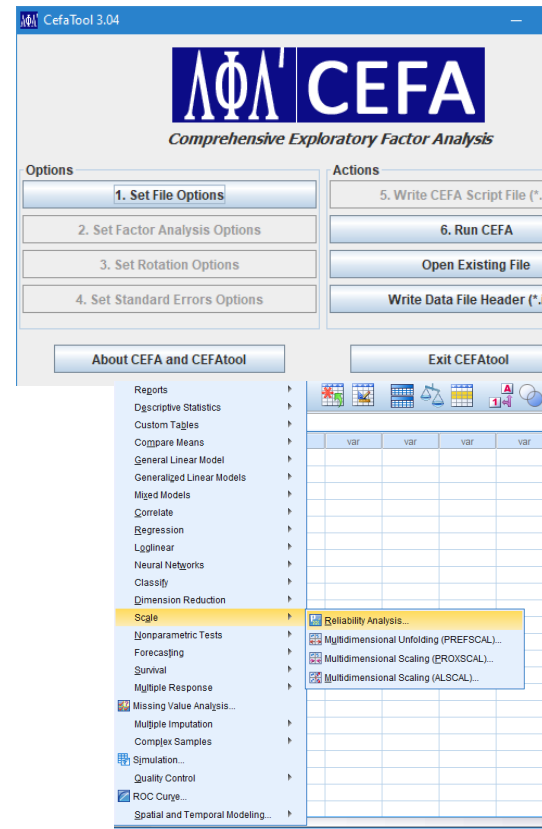 ΛΦΛ' CefaTool 3.04
ΛΦΛ' CEFA
Comprehensive Exploratory Factor Analysis
Options
1. Set File Options
2. Set Factor Analysis Options
3. Set Rotation Options
4. Set Standard Errors Options
Actions
5. Write CEFA Script File (*.
6. Run CEFA
Open Existing File
Write Data File Header (*.
About CEFA and CEFAtool
Exit CEFAtool
Reports
Descriptive Statistics
Custom Tables
Compare Means
General Linear Model
Generalized Linear Models
Mixed Models
Correlate
Regression
Loglinear
Neural Networks
Classify
Dimension Reduction
Scale
Nonparametric Tests
Forecasting
Survival
Multiple Response
Missing Value Analysis...
Multiple Imputation
Complex Samples
Simulation...
Quality Control
ROC Curve...
Spatial and Temporal Modeling...
A
1
var var var var
Reliability Analysis...
Multidimensional Unfolding (PREFSCAL)...
Multidimensional Scaling (PROXSCAL)...
Multidimensional Scaling (ALSCAL)...